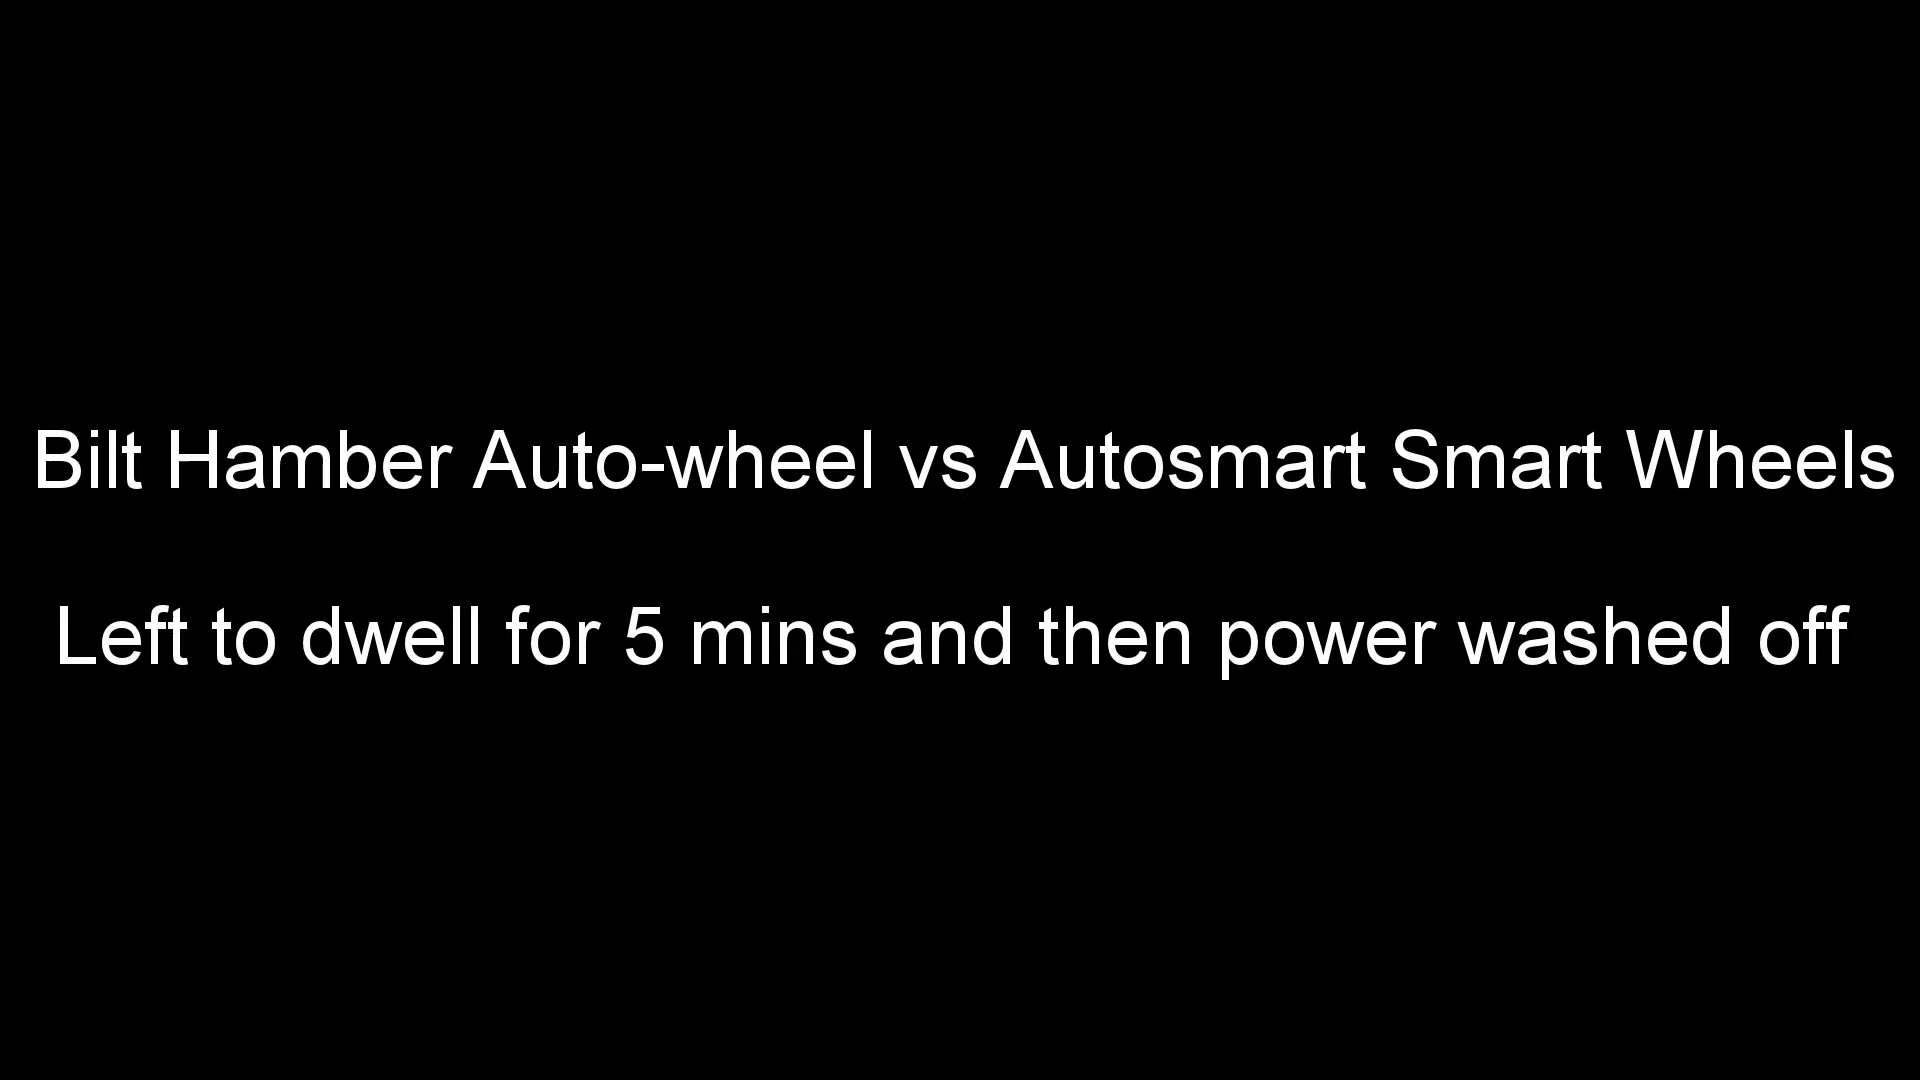 Bilt Hamber Auto-wheel vs Autosmart Smart Wheels
Left to dwell for 5 mins and then power washed off